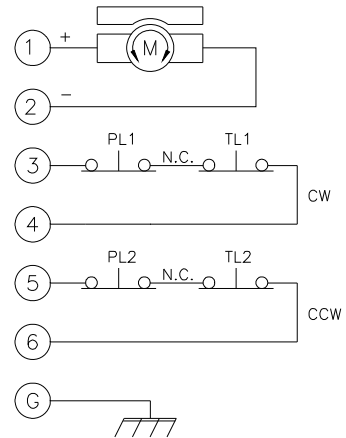 1 + M
2 −
3 PL1 N.C. TL1
CW
4
5 PL2 N.C. TL2
CCW
6
G